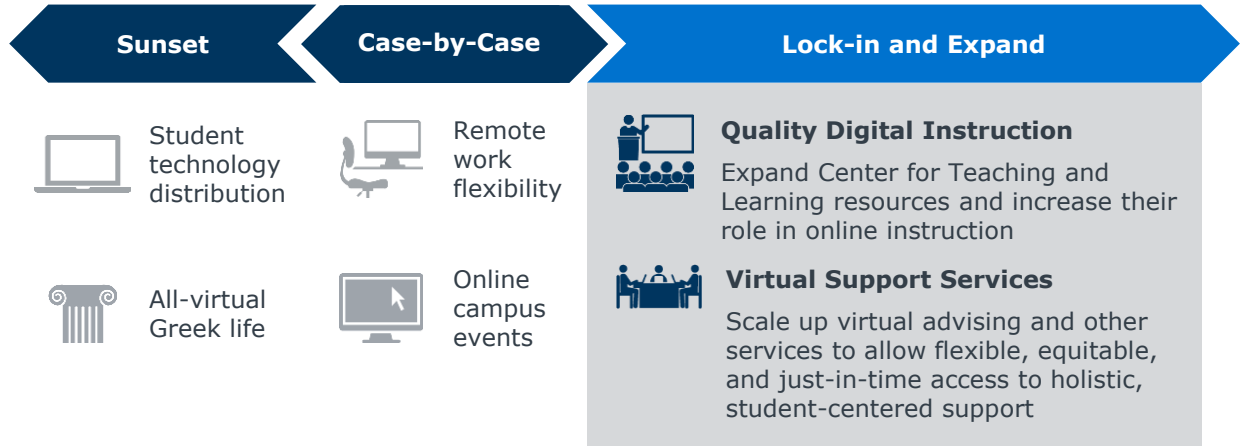 Sunset
Case-by-Case
Lock-in and Expand
Student
technology
distribution
All-virtual
Greek life
Remote
work
flexibility
Online
campus
events
Quality Digital Instruction
Expand Center for Teaching and
Learning resources and increase their
role in online instruction
Virtual Support Services
Scale up virtual advising and other
services to allow flexible, equitable,
and just-in-time access to holistic,
student-centered support